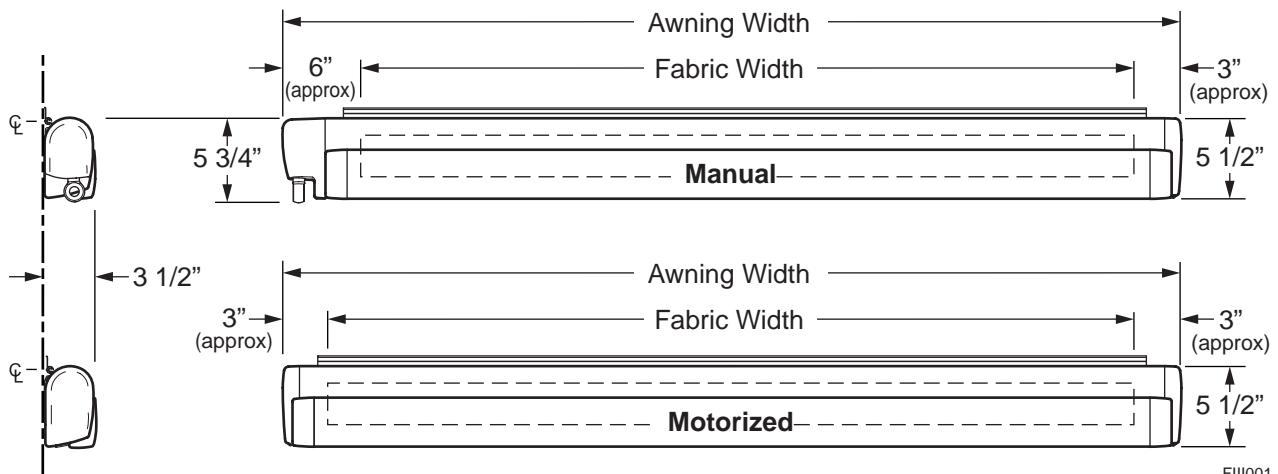 Awning Width
6”
(approx)
Fabric Width
3”
(approx)
℄
5 3/4”
Manual
5 1/2”
3 1/2”
Awning Width
3”
(approx)
Fabric Width
3”
(approx)
℄
Motorized
5 1/2”
FIII001